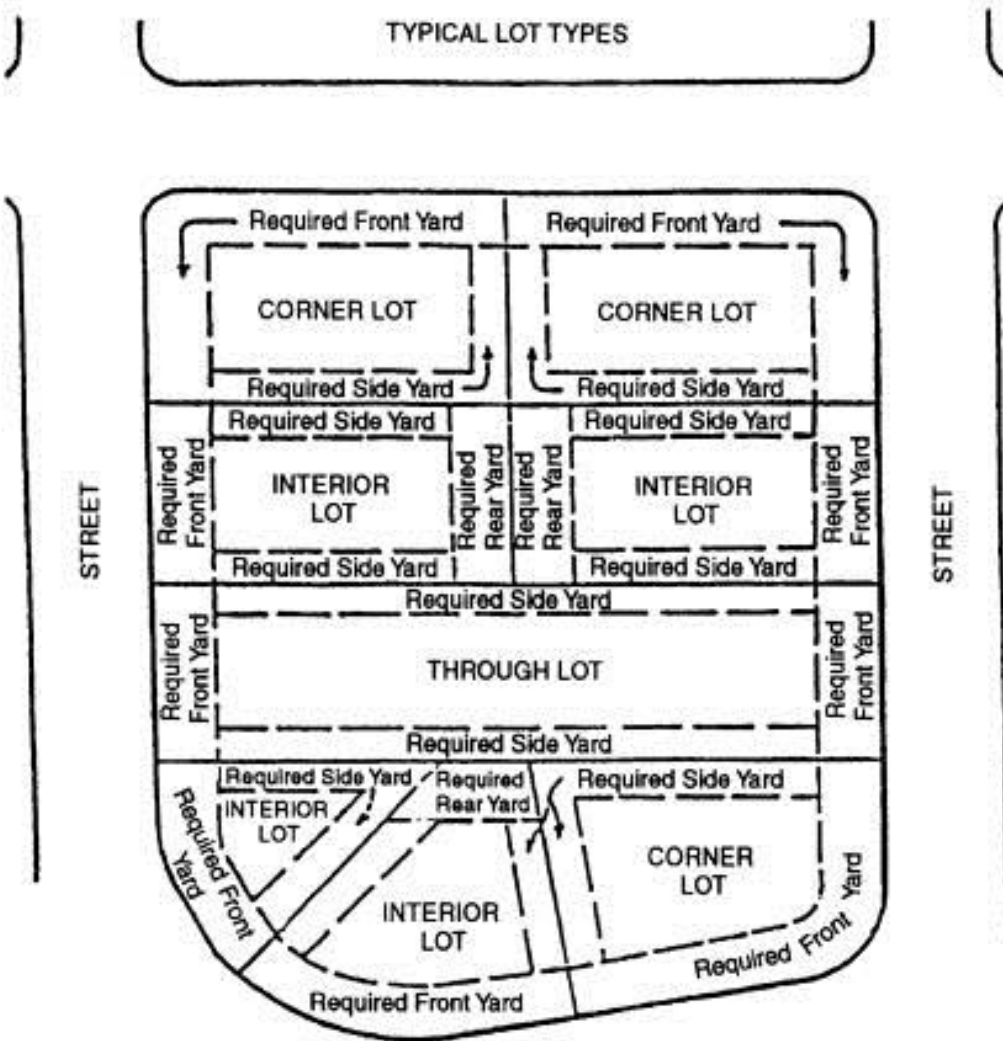 TYPICAL LOT TYPES
Required Front Yard
Required Front Yard
CORNER LOT
CORNER LOT
Required Side Yard
Required Side Yard
Required Side Yard
Required Side Yard
Required
Front Yard
INTERIOR
LOT
Required
Rear Yard
Required
Rear Yard
INTERIOR
LOT
Required
Front Yard
STREET
STREET
Required Side Yard
Required Side Yard
Required Side Yard
Required
Front Yard
THROUGH LOT
Required
Front Yard
Required Side Yard
Required Side Yard
Required
Rear Yard
Required Side Yard
INTERIOR
LOT
Required Front
Yard
CORNER
LOT
INTERIOR
LOT
Required Front Yard
Required Front Yard